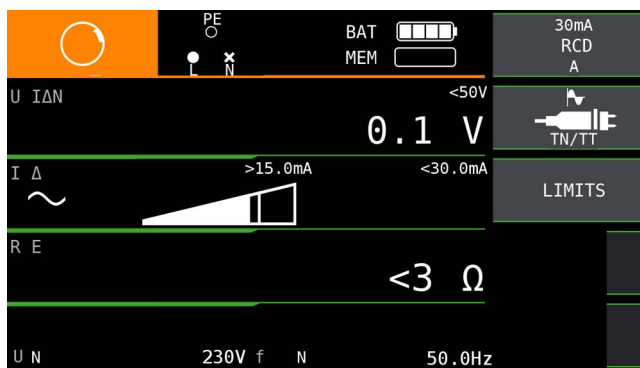 PE
BAT
MEM
L N
30mA
RCD
A
U IΔN
<50V
0.1 V
TN/TT
I Δ
>15.0mA
<30.0mA
LIMITS
R E
<3 Ω
U N 230V f N 50.0Hz